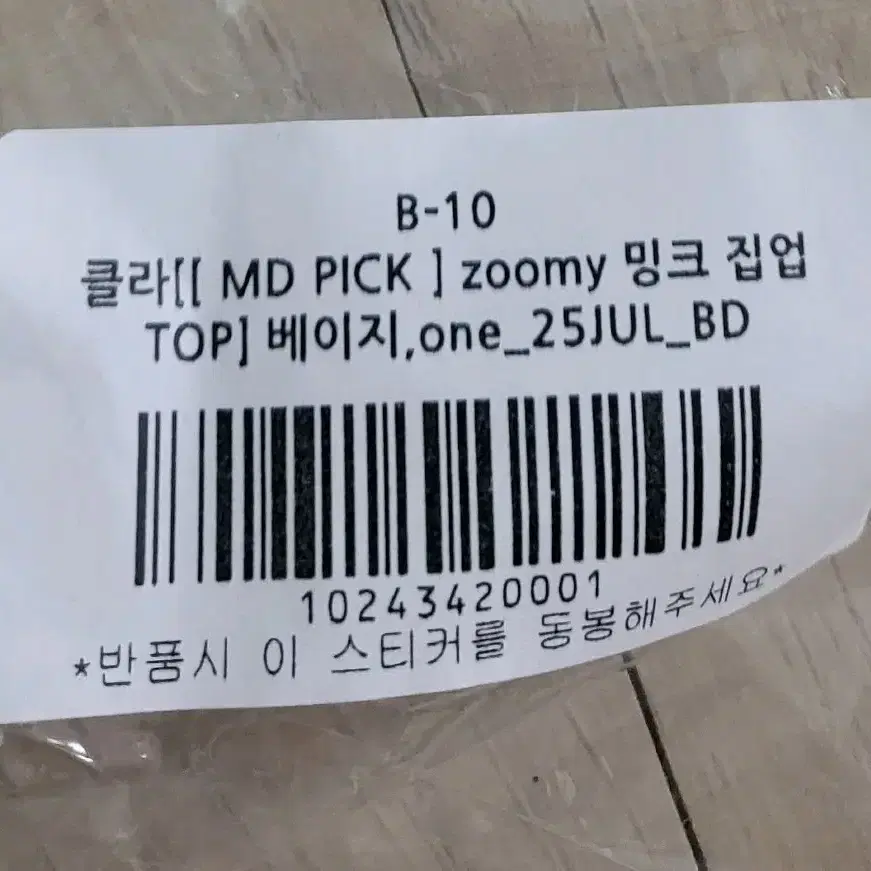 B-10
클라[[ MD PICK ] zoomy 밍크 집업
TOP] 베이지,one_25JUL_BD
10243420001
*반품시 이 스티커를 동봉해주세요*